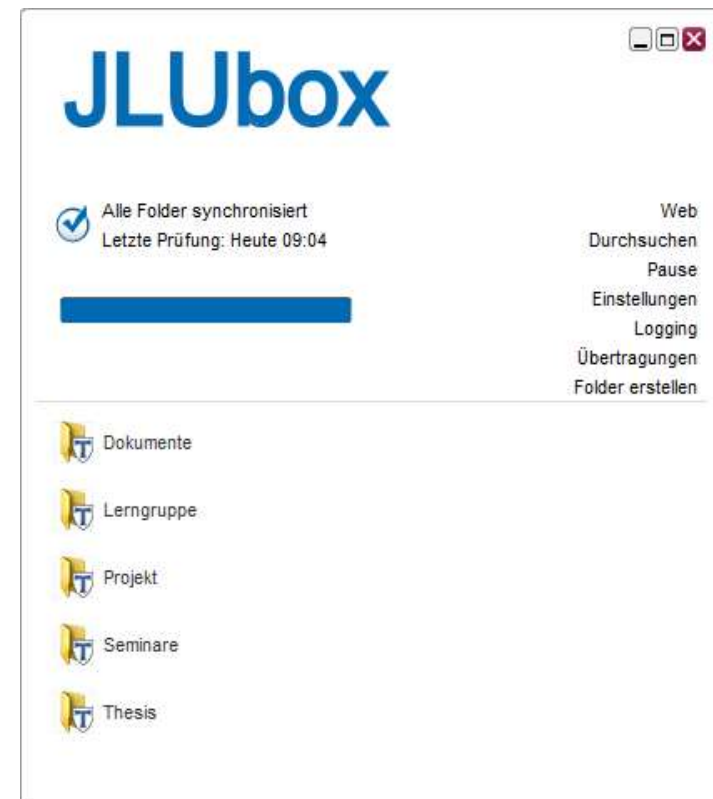 JLUbox
Alle Folder synchronisiert
Letzte Prüfung: Heute 09:04
Web
Durchsuchen
Pause
Einstellungen
Logging
Übertragungen
Folder erstellen
Dokumente
Lerngruppe
Projekt
Seminare
Thesis